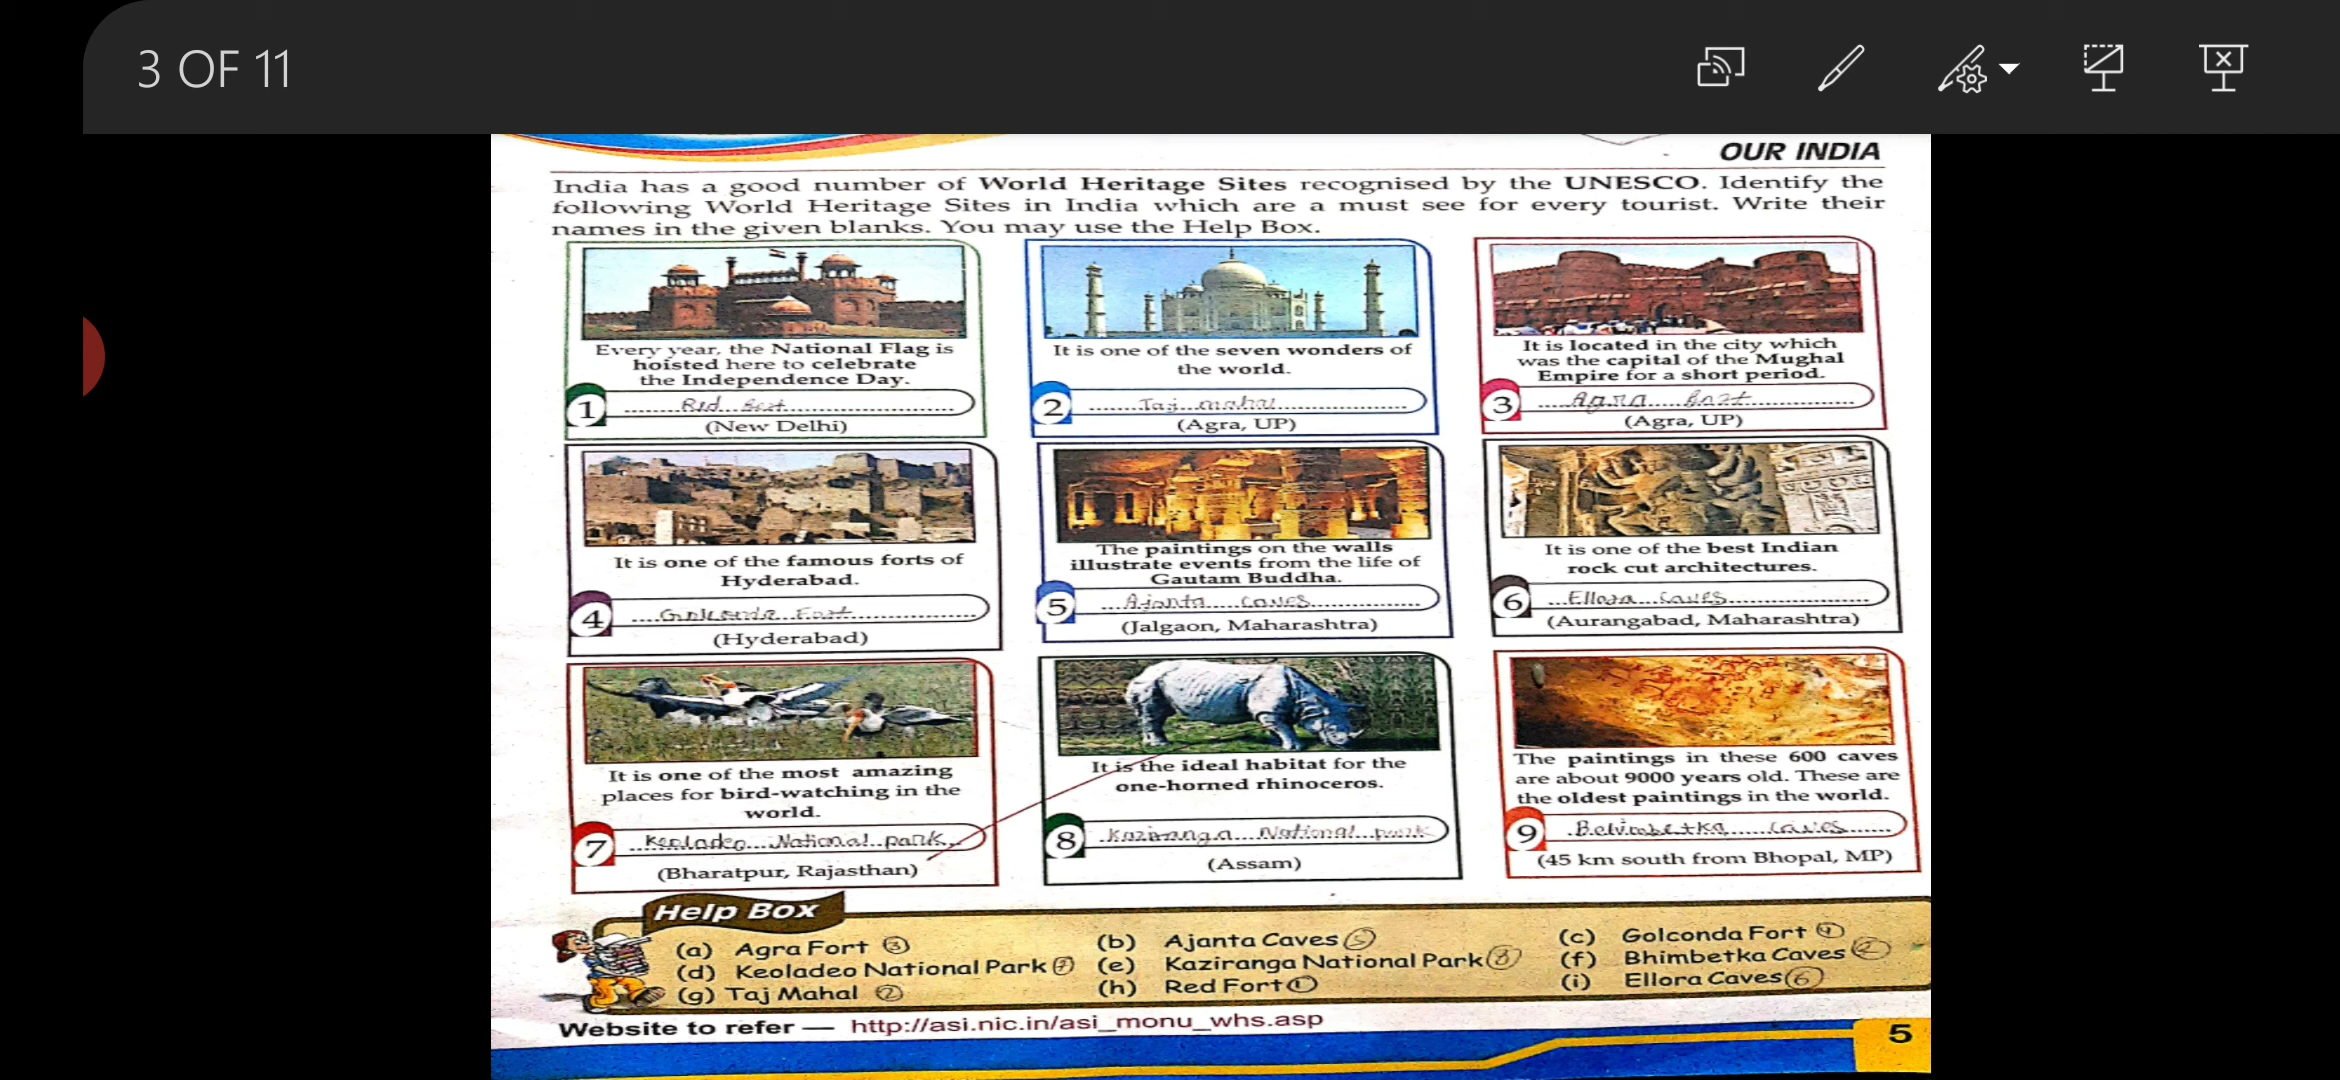 3 OF 11
OUR INDIA
India has a good number of World Heritage Sites recognised by the UNESCO. Identify the
following World Heritage Sites in India which are a must see for every tourist. Write their
names in the given blanks. You may use the Help Box.
Every year, the National Flag is
hoisted here to celebrate
the Independence Day.
1 Red
(New Delhi)
It is one of the seven wonders of
the world.
2 Taj mahal
(Agra, UP)
It is located in the city which
was the capital of the Mughal
Empire for a short period.
3 Agra
(Agra, UP)
It is one of the famous forts of
Hyderabad.
4 Golconda Fort
(Hyderabad)
The paintings on the walls
illustrate events from the life of
Gautam Buddha.
5 Ajanta caves
(Jalgaon, Maharashtra)
It is one of the best Indian
rock cut architectures.
6 Ellora caves
(Aurangabad, Maharashtra)
It is one of the most amazing
places for bird-watching in the
world.
7 Keoladeo National park
(Bharatpur, Rajasthan)
It is the ideal habitat for the
one-horned rhinoceros.
8 Kaziranga National park
(Assam)
The paintings in these 600 caves
are about 9000 years old. These are
the oldest paintings in the world.
9 caves
(45 km south from Bhopal, MP)
Help Box
(a) Agra Fort 3 (b) Ajanta Caves 5 (c) Golconda Fort 4
(d) Keoladeo National Park 7 (e) Kaziranga National Park 8 (f) Bhimbetka Caves
(g) Taj Mahal 2 (h) Red Fort 1 (i) Ellora Caves 6
Website to refer — http://asi.nic.in/asi_monu_whs.asp
5